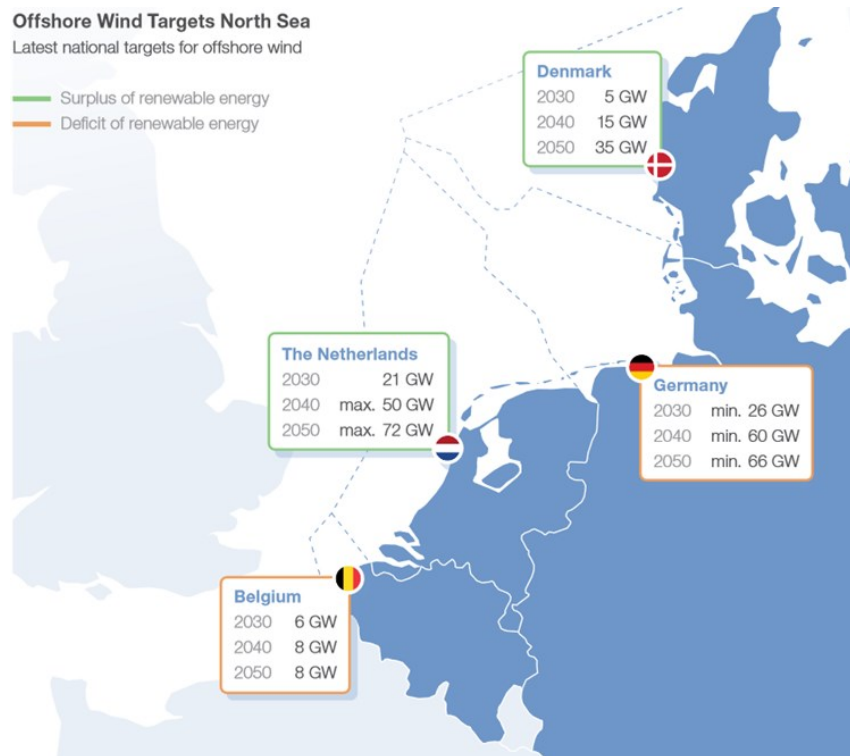 Offshore Wind Targets North Sea
Latest national targets for offshore wind
Surplus of renewable energy
Deficit of renewable energy
Denmark
2030 5 GW
2040 15 GW
2050 35 GW
The Netherlands
2030 21 GW
2040 max. 50 GW
2050 max. 72 GW
Germany
2030 min. 26 GW
2040 min. 60 GW
2050 min. 66 GW
Belgium
2030 6 GW
2040 8 GW
2050 8 GW